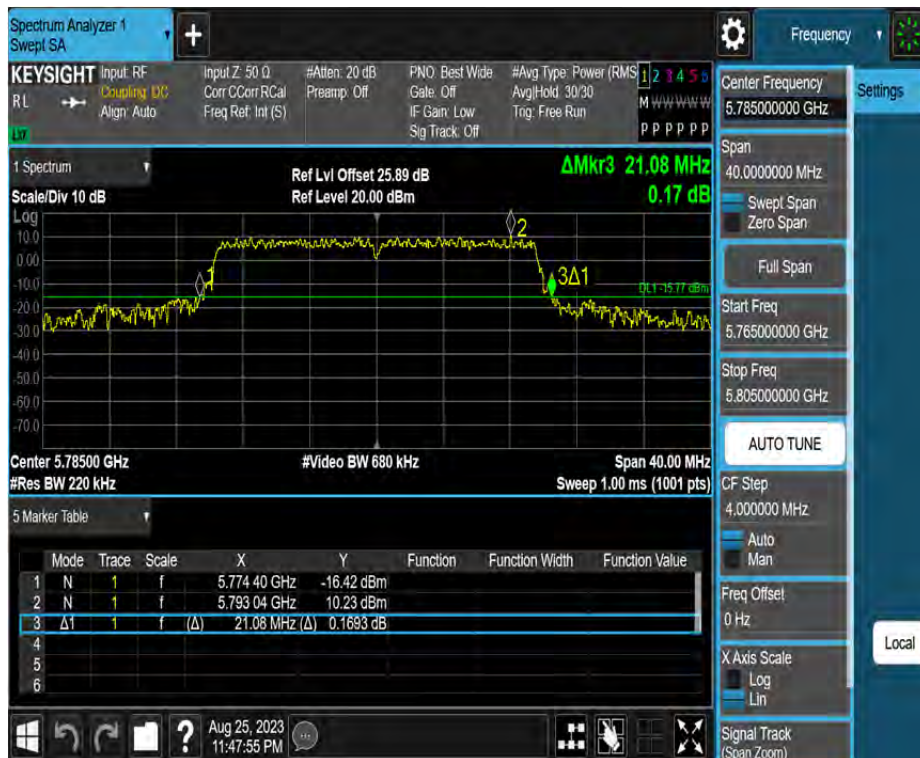 Spectrum Analyzer 1
Swept SA
Frequency
KEYSIGHT
RL
LXI
Input: RF
Coupling: DC
Align: Auto
Input Z: 50 Ω
Corr CCorr RCal
Freq Ref: Int (S)
#Atten: 20 dB
Preamp: Off
PNO: Best Wide
Gate: Off
IF Gain: Low
Sig Track: Off
#Avg Type: Power (RMS
Avg|Hold: 30/30
Trig: Free Run
1 2 3 4 5 6
M W W W W W
P P P P P P
1 Spectrum
Scale/Div 10 dB
Ref Lvl Offset 25.89 dB
Ref Level 20.00 dBm
ΔMkr3 21.08 MHz
0.17 dB
Log
10.0
0.00
-10.0
-20.0
-30.0
-40.0
-50.0
-60.0
-70.0
1
2
3Δ1
DL1 -15.77 dBm
Center 5.78500 GHz
#Res BW 220 kHz
#Video BW 680 kHz
Span 40.00 MHz
Sweep 1.00 ms (1001 pts)
5 Marker Table
Mode Trace Scale X Y Function Function Width Function Value
1 N 1 f 5.774 40 GHz -16.42 dBm
2 N 1 f 5.793 04 GHz 10.23 dBm
3 Δ1 1 f (Δ) 21.08 MHz (Δ) 0.1693 dB
4
5
6
?
Aug 25, 2023
11:47:55 PM
Center Frequency
5.785000000 GHz
Span
40.0000000 MHz
Swept Span
Zero Span
Full Span
Start Freq
5.765000000 GHz
Stop Freq
5.805000000 GHz
AUTO TUNE
CF Step
4.000000 MHz
Auto
Man
Freq Offset
0 Hz
X Axis Scale
Log
Lin
Signal Track
(Span Zoom)
Settings
Local